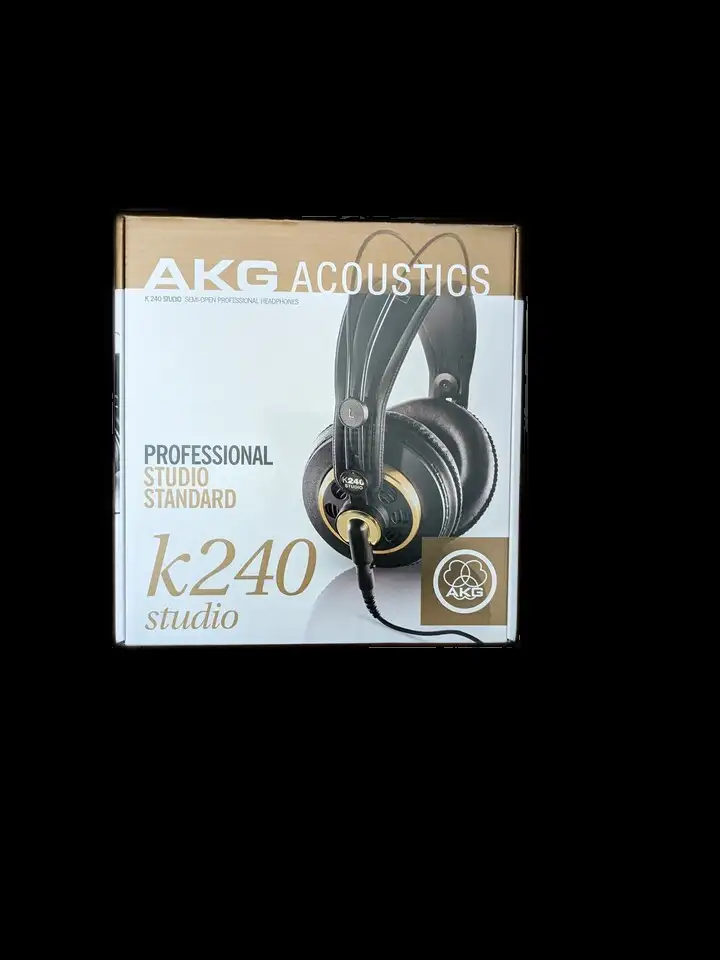 AKG ACOUSTICS
K 240 STUDIO SEMI-OPEN PROFESSIONAL HEADPHONES
L
K240
STUDIO
PROFESSIONAL
STUDIO
STANDARD
k240
studio
AKG